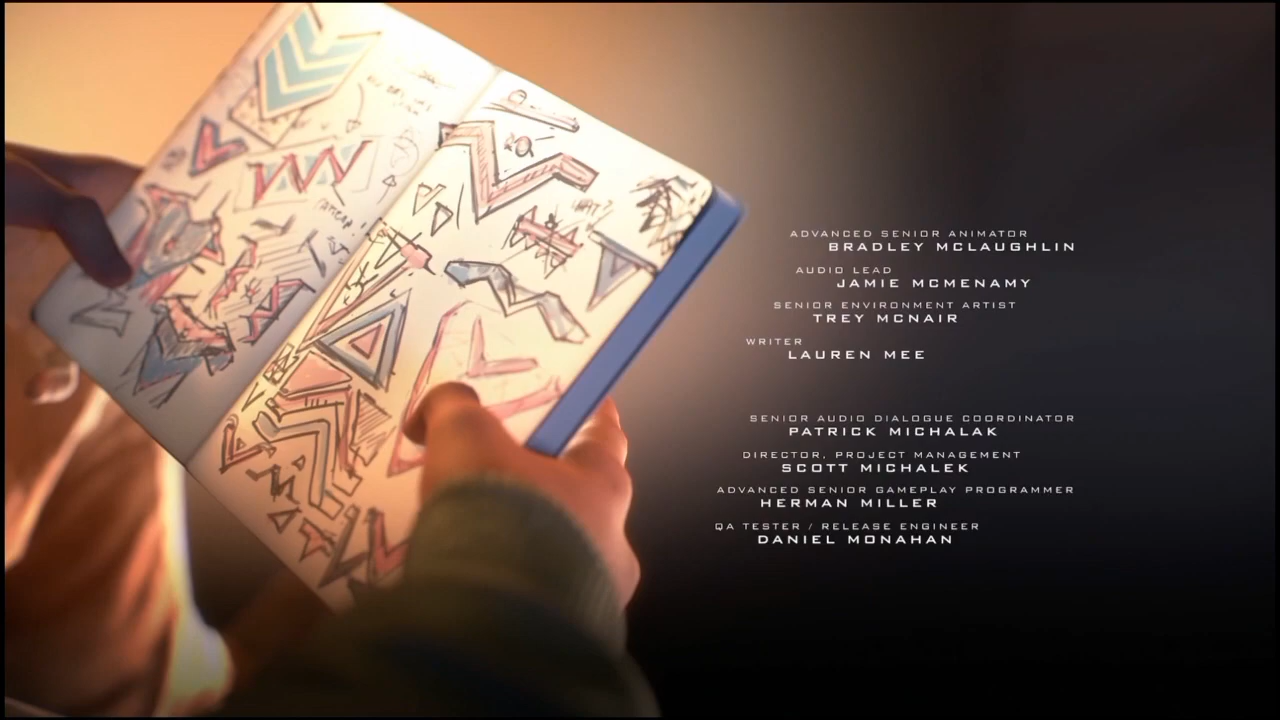 WHAT?
ADVANCED SENIOR ANIMATOR
BRADLEY MCLAUGHLIN
AUDIO LEAD
JAMIE MCMENAMY
SENIOR ENVIRONMENT ARTIST
TREY MCNAIR
WRITER
LAUREN MEE
SENIOR AUDIO DIALOGUE COORDINATOR
PATRICK MICHALAK
DIRECTOR, PROJECT MANAGEMENT
SCOTT MICHALEK
ADVANCED SENIOR GAMEPLAY PROGRAMMER
HERMAN MILLER
QA TESTER / RELEASE ENGINEER
DANIEL MONAHAN